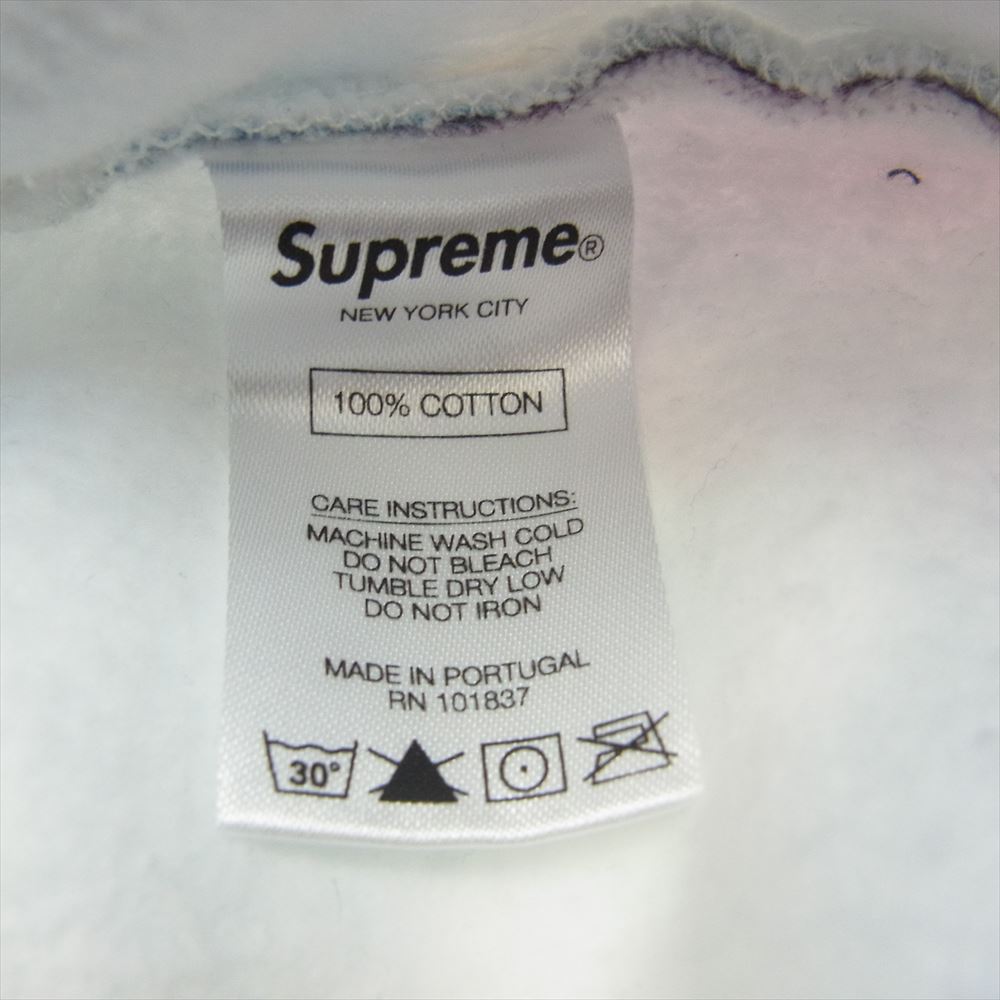 Supreme®
NEW YORK CITY
100% COTTON
CARE INSTRUCTIONS:
MACHINE WASH COLD
DO NOT BLEACH
TUMBLE DRY LOW
DO NOT IRON
MADE IN PORTUGAL
RN 101837
30°